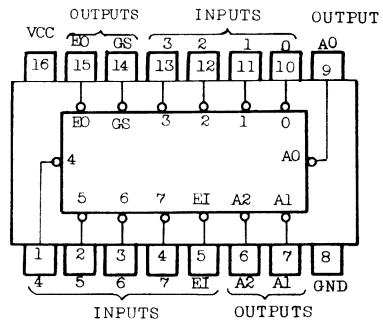 OUTPUTS INPUTS OUTPUT
VCC EO GS 3 2 1 0 A0
16 15 14 13 12 11 10 9
EO GS 3 2 1 0
4 A0
5 6 7 EI A2 A1
1 2 3 4 5 6 7 8
4 5 6 7 EI A2 A1 GND
INPUTS OUTPUTS